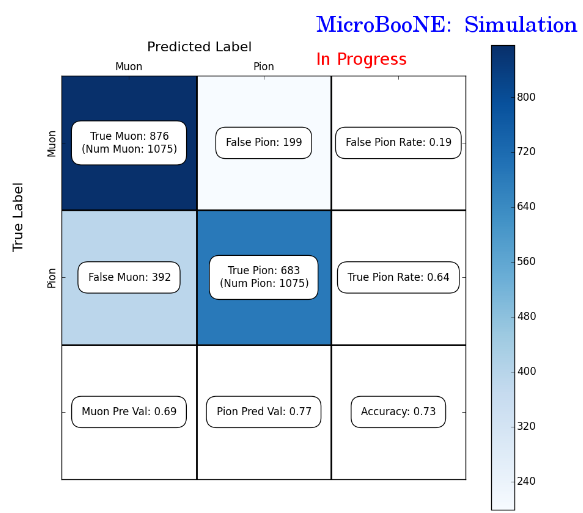 MicroBooNE: Simulation
In Progress
Predicted Label
Muon
Pion
True Label
Muon
True Muon: 876
(Num Muon: 1075)
False Pion: 199
False Pion Rate: 0.19
Pion
False Muon: 392
True Pion: 683
(Num Pion: 1075)
True Pion Rate: 0.64
Muon Pre Val: 0.69
Pion Pred Val: 0.77
Accuracy: 0.73
800
720
640
560
480
400
320
240